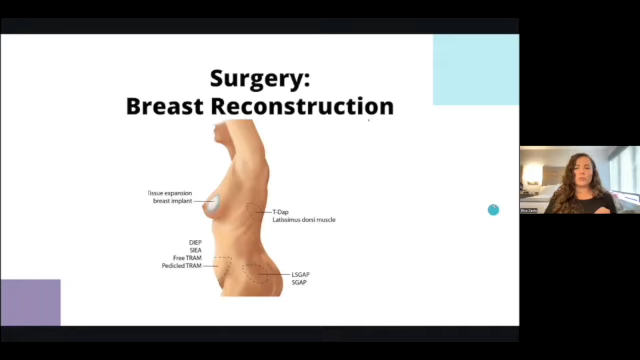 Surgery:
Breast Reconstruction
Tissue expansion
breast implant
T-Dap
Latissimus dorsi muscle
DIEP
SIEA
Free TRAM
Pedicled TRAM
LSGAP
SGAP